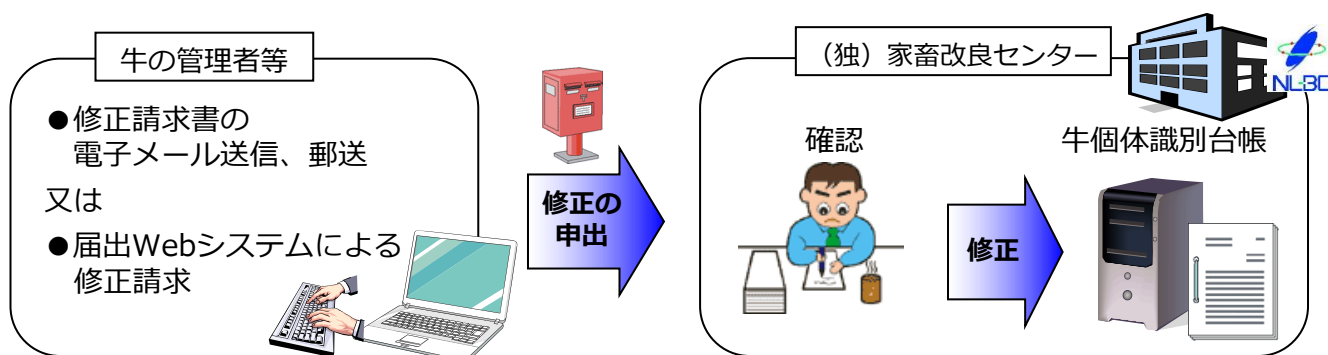 牛の管理者等
●修正請求書の
電子メール送信、郵送
又は
●届出Webシステムによる
修正請求
修正の
申出
（独）家畜改良センター
NLBC
確認
修正
牛個体識別台帳